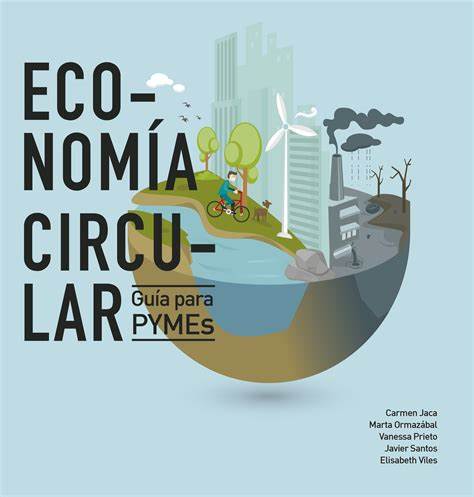 ECO-
NOMÍA
CIRCU-
LAR
Guía para
PYMEs
Carmen Jaca
Marta Ormazábal
Vanessa Prieto
Javier Santos
Elisabeth Viles